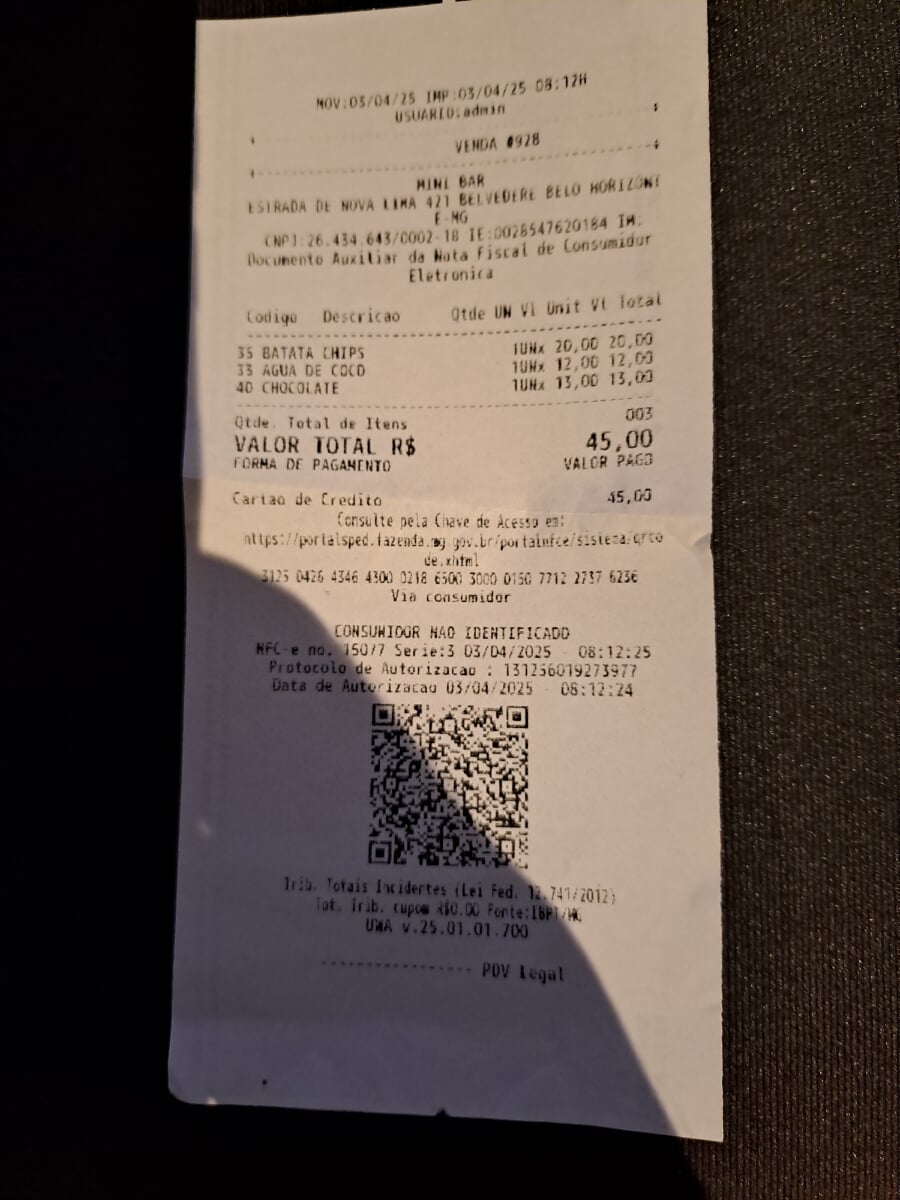 MOV:03/04/25 IMP:03/04/25 08:12H
USUARIO:admin
VENDA #928
MINI BAR
ESTRADA DE NOVA LIMA 421 BELVEDERE BELO HORIZONT
E-MG
CNPJ:26.434.643/0002-18 IE:0028547620184 IM:
Documento Auxiliar da Nota Fiscal de Consumidor
Eletronica
Codigo Descricao Qtde UN Vl Unit Vl Total
35 BATATA CHIPS 1UNx 20,00 20,00
33 AGUA DE COCO 1UNx 12,00 12,00
40 CHOCOLATE 1UNx 13,00 13,00
Qtde. Total de Itens 003
VALOR TOTAL R$ 45,00
FORMA DE PAGAMENTO VALOR PAGO
Cartao de Credito 45,00
Consulte pela Chave de Acesso em:
https://portalsped.fazenda.mg.gov.br/portalnfce/sistema/qrco
de.xhtml
3125 0426 4346 4300 0218 6500 3000 0150 7712 2737 6236
Via consumidor
CONSUMIDOR NAO IDENTIFICADO
NFC-e no. 15077 Serie:3 03/04/2025 - 08:12:25
Protocolo de Autorizacao : 131256019273977
Data de Autorizacao 03/04/2025 - 08:12:24
Trib. Totais Incidentes (Lei Fed. 12.741/2012)
Tot. Trib. cupom R$0.00 Fonte:IBPT/MG
UWA v.25.01.01.700
---------------- PDV Legal